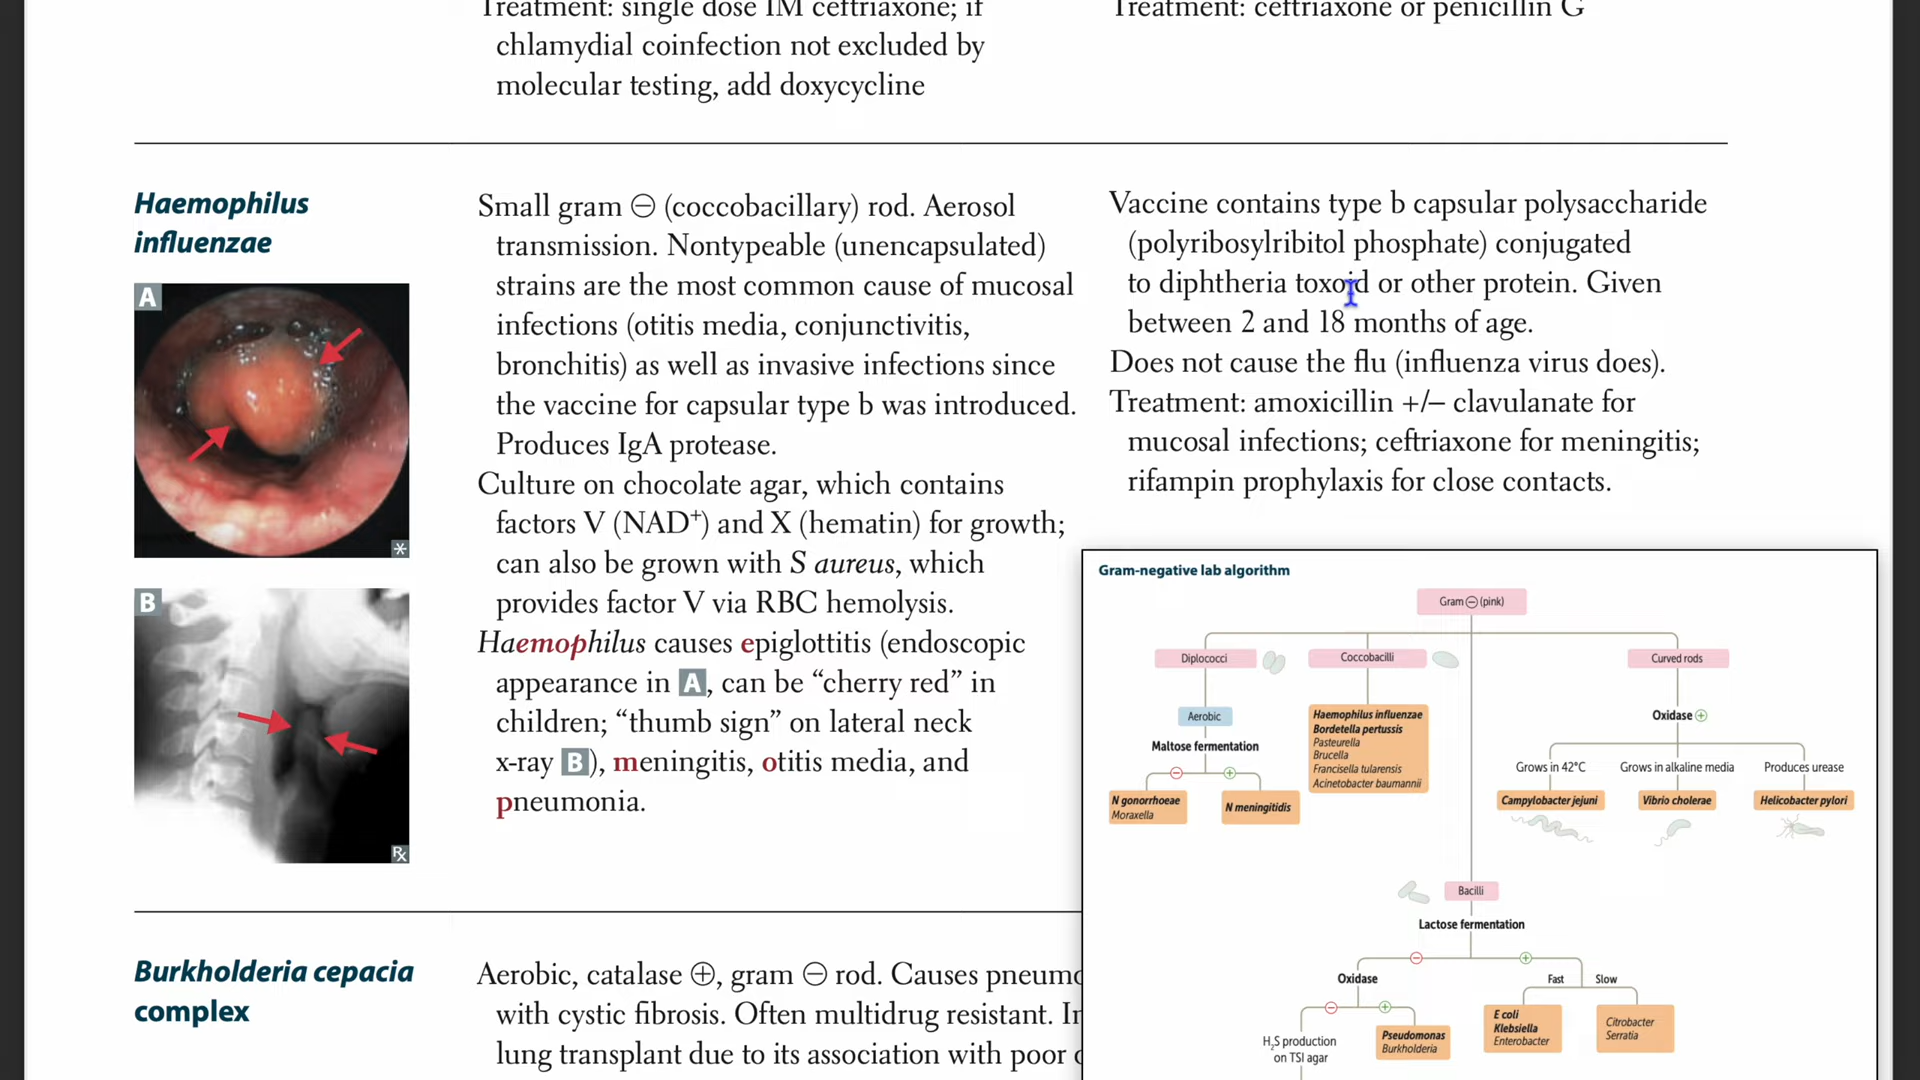 Treatment: single dose IM ceftriaxone; if
chlamydial coinfection not excluded by
molecular testing, add doxycycline
Treatment: ceftriaxone or penicillin G
Haemophilus
influenzae
A
B
Small gram ⊖ (coccobacillary) rod. Aerosol
transmission. Nontypeable (unencapsulated)
strains are the most common cause of mucosal
infections (otitis media, conjunctivitis,
bronchitis) as well as invasive infections since
the vaccine for capsular type b was introduced.
Produces IgA protease.
Culture on chocolate agar, which contains
factors V (NAD⁺) and X (hematin) for growth;
can also be grown with S aureus, which
provides factor V via RBC hemolysis.
Haemophilus causes epiglottitis (endoscopic
appearance in A, can be “cherry red” in
children; “thumb sign” on lateral neck
x-ray B), meningitis, otitis media, and
pneumonia.
Vaccine contains type b capsular polysaccharide
(polyribosylribitol phosphate) conjugated
to diphtheria toxoid or other protein. Given
between 2 and 18 months of age.
Does not cause the flu (influenza virus does).
Treatment: amoxicillin +/– clavulanate for
mucosal infections; ceftriaxone for meningitis;
rifampin prophylaxis for close contacts.
Burkholderia cepacia
complex
Aerobic, catalase ⊕, gram ⊖ rod. Causes
with cystic fibrosis. Often multidrug resistant.
lung transplant due to its association with poor
Gram-negative lab algorithm
Gram ⊖ (pink)
Diplococci
Coccobacilli
Curved rods
Aerobic
Maltose fermentation
⊖
⊕
N gonorrhoeae
Moraxella
N meningitidis
Haemophilus influenzae
Bordetella pertussis
Pasteurella
Brucella
Francisella tularensis
Acinetobacter baumannii
Oxidase ⊕
Grows in 42°C
Grows in alkaline media
Produces urease
Campylobacter jejuni
Vibrio cholerae
Helicobacter pylori
Bacilli
Lactose fermentation
⊖
⊕
Oxidase
Fast
Slow
⊖
⊕
H₂S production
on TSI agar
Pseudomonas
Burkholderia
E coli
Klebsiella
Enterobacter
Citrobacter
Serratia